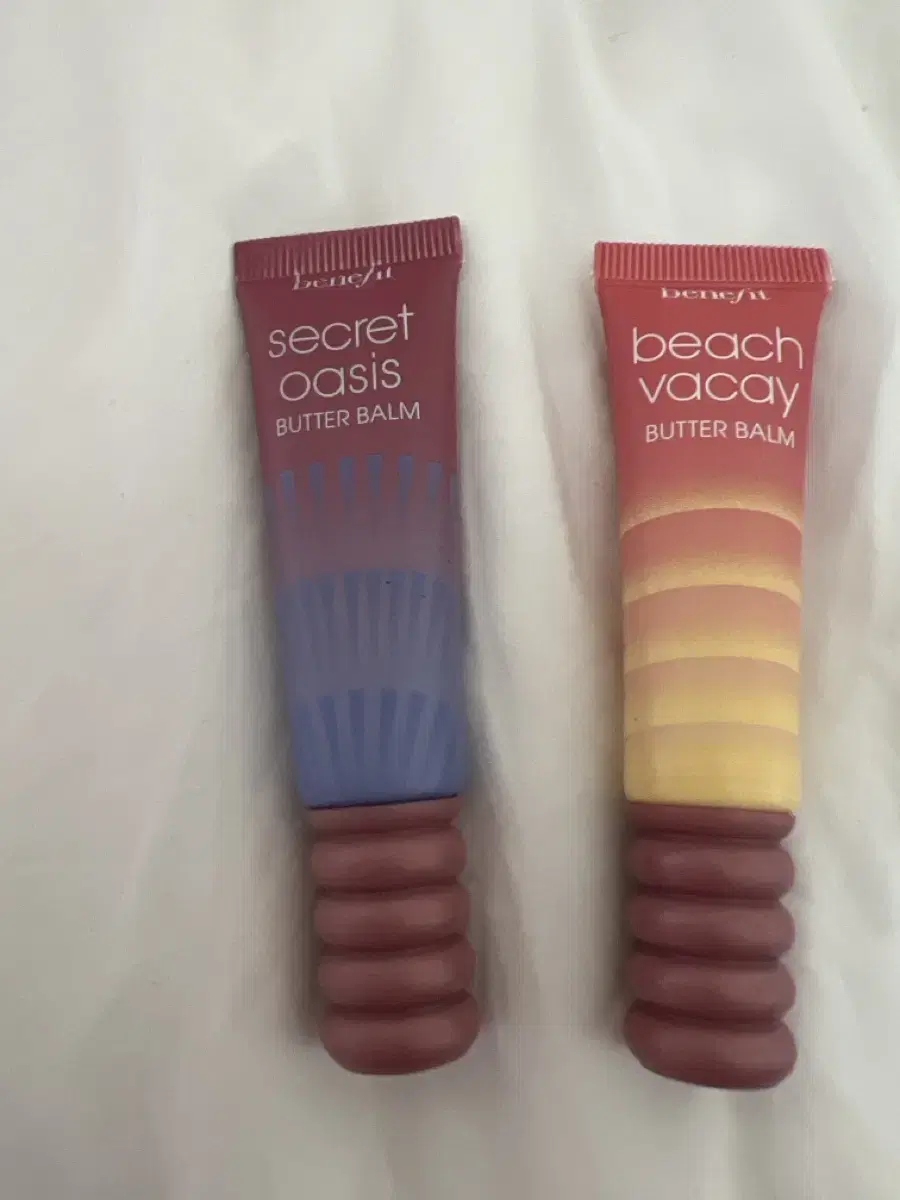 benefit
secret
oasis
BUTTER BALM
benefit
beach
vacay
BUTTER BALM